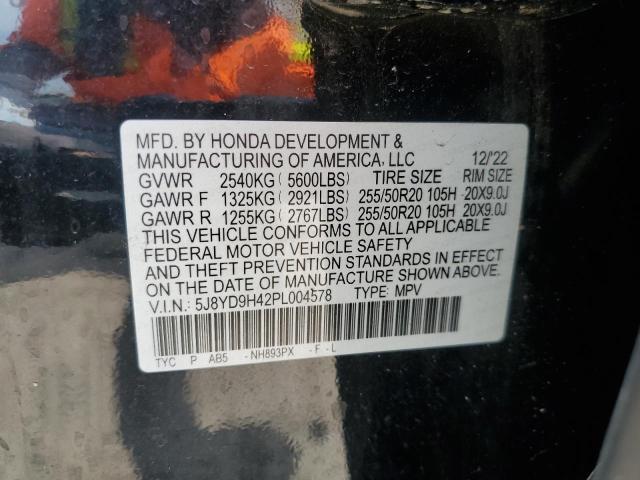 MFD. BY HONDA DEVELOPMENT &
MANUFACTURING OF AMERICA, LLC 12/'22
GVWR 2540KG ( 5600LBS) TIRE SIZE RIM SIZE
GAWR F 1325KG ( 2921LBS) 255/50R20 105H 20X9.0J
GAWR R 1255KG ( 2767LBS) 255/50R20 105H 20X9.0J
THIS VEHICLE CONFORMS TO ALL APPLICABLE
FEDERAL MOTOR VEHICLE SAFETY
AND THEFT PREVENTION STANDARDS IN EFFECT
ON THE DATE OF MANUFACTURE SHOWN ABOVE.
V.I.N.: 5J8YD9H42PL004578 TYPE: MPV
TYC P AB5 - NH893PX - F - L